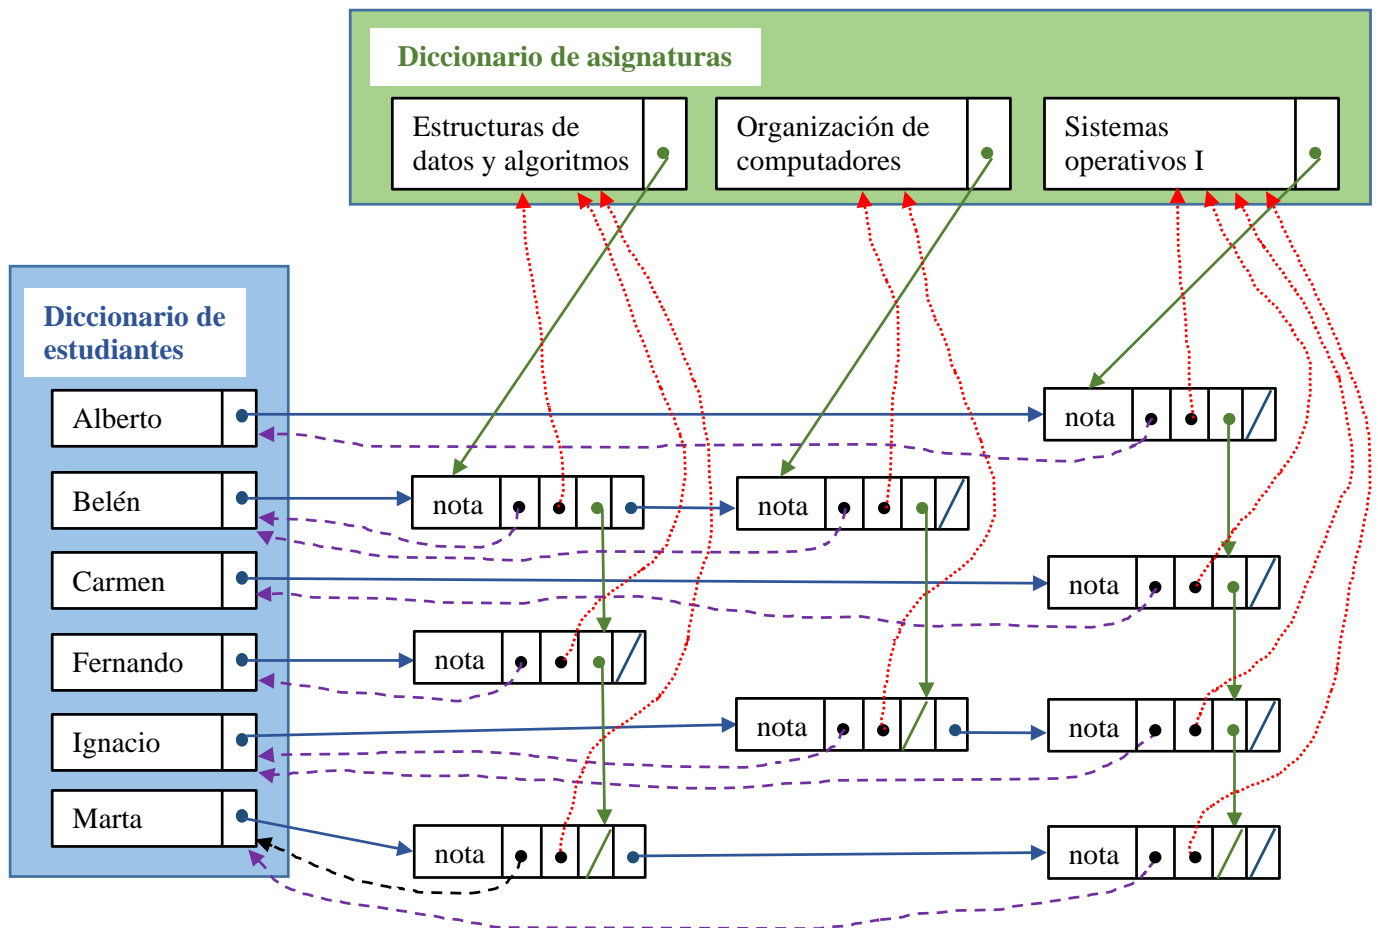 Diccionario de asignaturas
Estructuras de
datos y algoritmos
Organización de
computadores
Sistemas
operativos I
Diccionario de
estudiantes
Alberto
nota
Belén
nota
nota
Carmen
nota
Fernando
nota
Ignacio
nota
nota
Marta
nota
nota